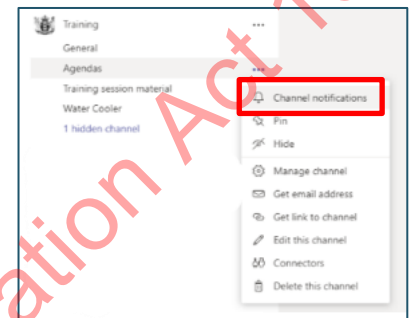 Training
General
Agendas
Training session material
Water Cooler
1 hidden channel
Channel notifications
Pin
Hide
Manage channel
Get email address
Get link to channel
Edit this channel
Connectors
Delete this channel
ation Act 1